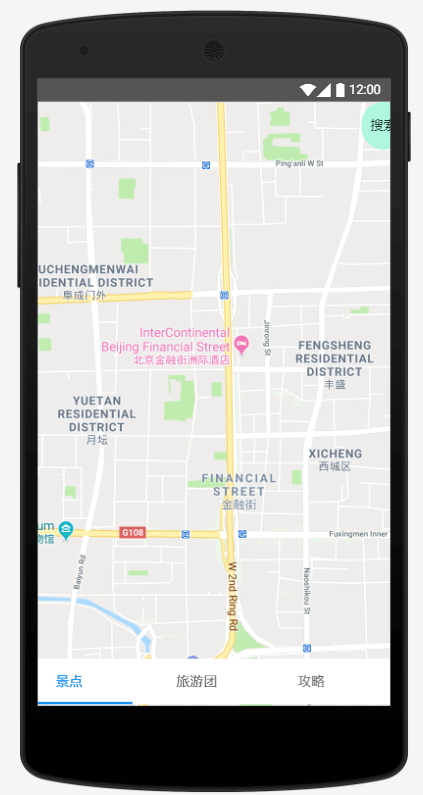 12:00
搜索
Ping'anli W St
UCHENGMENWAI
IDENTIAL DISTRICT
阜成门外
Jinrong St
InterContinental
Beijing Financial Street
北京金融街洲际酒店
FENGSHENG
RESIDENTIAL
DISTRICT
丰盛
YUETAN
RESIDENTIAL
DISTRICT
月坛
XICHENG
西城区
FINANCIAL
STREET
金融街
um
物馆
G108
Fuxingmen Inner
Baiyun Rd
W 2nd Ring Rd
Naoshikou St
景点
旅游团
攻略